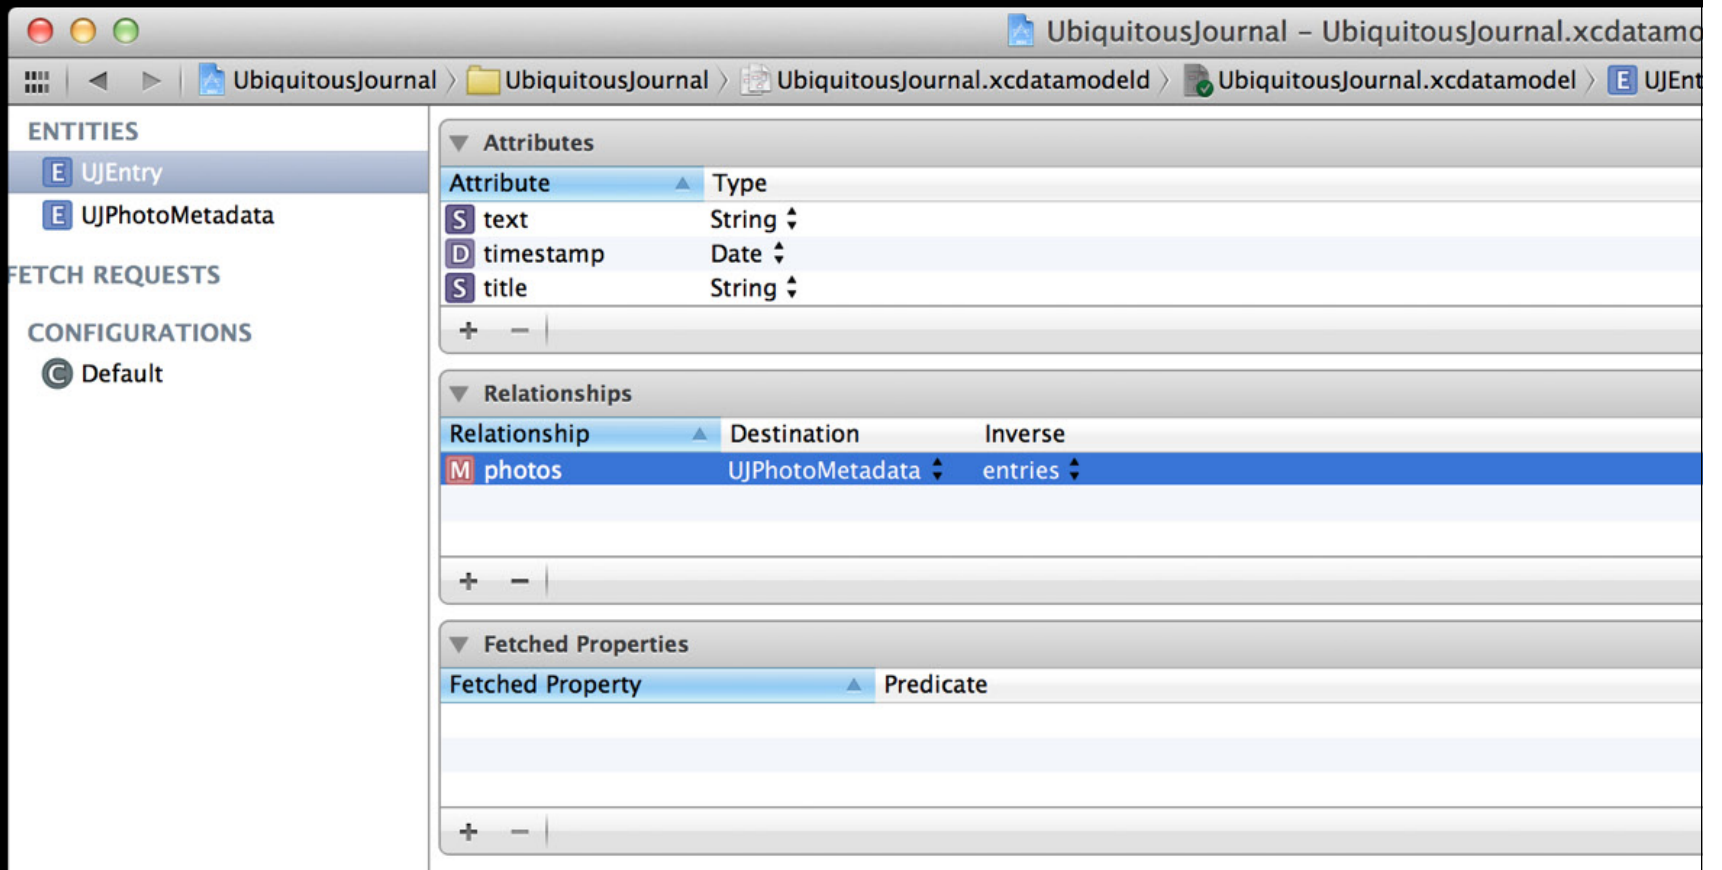 UbiquitousJournal – UbiquitousJournal.xcdatamo
UbiquitousJournal UbiquitousJournal UbiquitousJournal.xcdatamodeld UbiquitousJournal.xcdatamodel E UJEnt
ENTITIES
E UJEntry
E UJPhotoMetadata
FETCH REQUESTS
CONFIGURATIONS
C Default
Attributes
Attribute Type
S text String
D timestamp Date
S title String
+ −
Relationships
Relationship Destination Inverse
M photos UJPhotoMetadata entries
+ −
Fetched Properties
Fetched Property Predicate
+ −